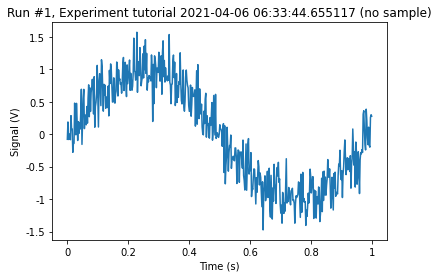 Run #1, Experiment tutorial 2021-04-06 06:33:44.655117 (no sample)
1.5
1
0.5
0
-0.5
-1
-1.5
Signal (V)
0 0.2 0.4 0.6 0.8 1
Time (s)